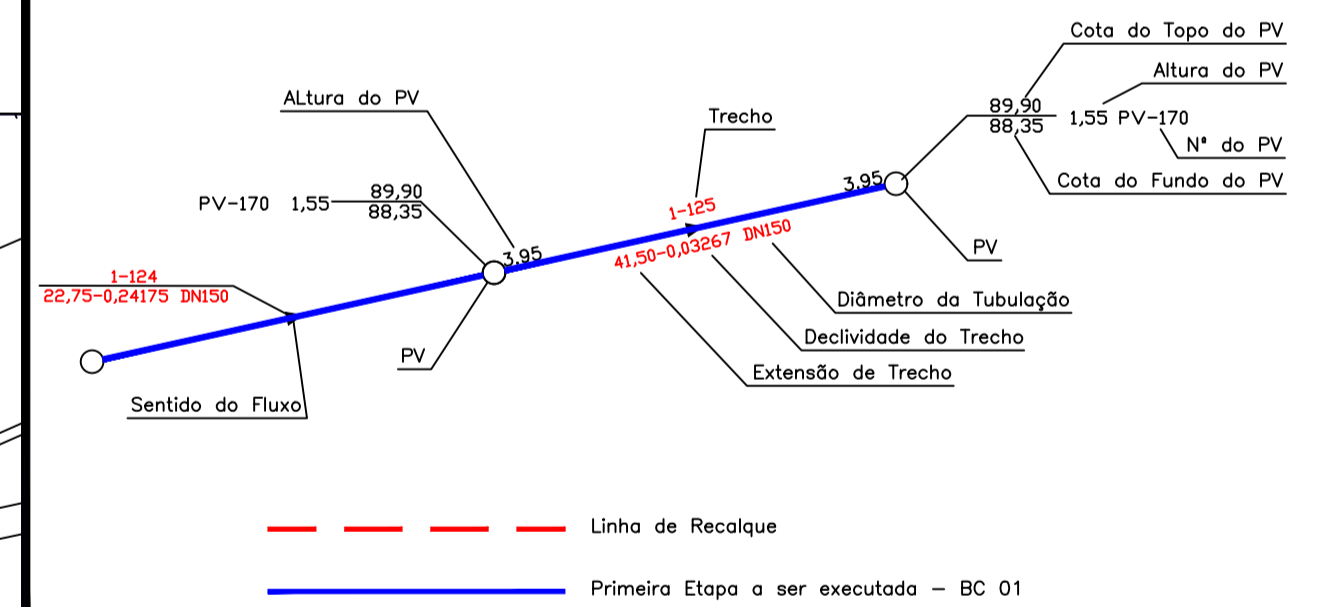 Cota do Topo do PV
Altura do PV
89,90
88,35
1,55 PV-170
N° do PV
Cota do Fundo do PV
ALtura do PV
Trecho
3.95
PV-170 1,55
89,90
88,35
1-125
41,50-0,03267 DN150
3.95
PV
1-124
22,75-0,24175 DN150
Diâmetro da Tubulação
Declividade do Trecho
PV
Extensão de Trecho
Sentido do Fluxo
Linha de Recalque
Primeira Etapa a ser executada - BC 01